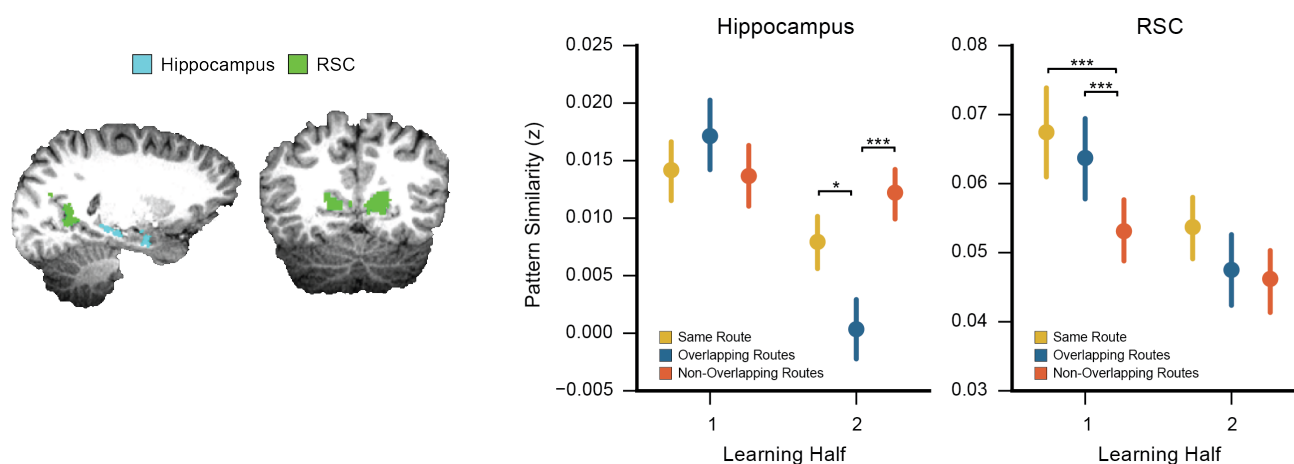 Hippocampus RSC
Hippocampus
Pattern Similarity (z)
0.025
0.020
0.015
0.010
0.005
0.000
−0.005
*
***
Same Route
Overlapping Routes
Non-Overlapping Routes
1 2
Learning Half
RSC
0.08
0.07
0.06
0.05
0.04
0.03
***
***
Same Route
Overlapping Routes
Non-Overlapping Routes
1 2
Learning Half